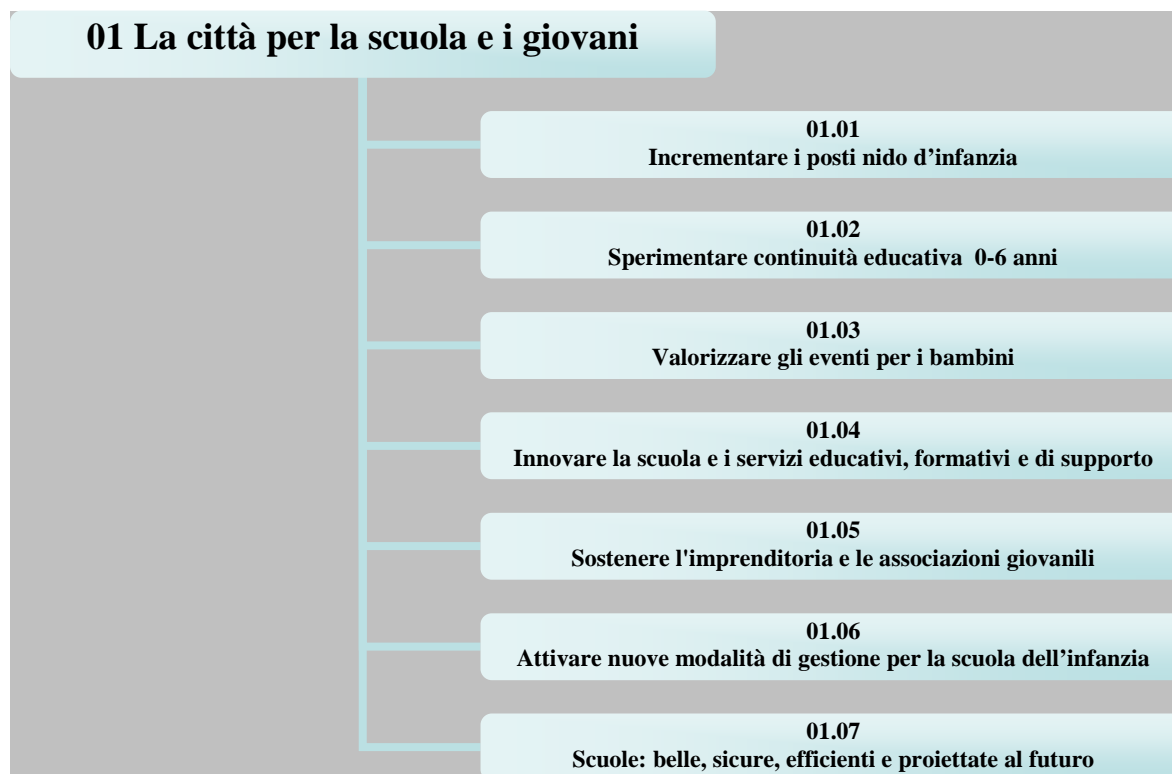 01 La città per la scuola e i giovani
01.01
Incrementare i posti nido d’infanzia
01.02
Sperimentare continuità educativa  0-6 anni
01.03
Valorizzare gli eventi per i bambini
01.04
Innovare la scuola e i servizi educativi, formativi e di supporto
01.05
Sostenere l'imprenditoria e le associazioni giovanili
01.06
Attivare nuove modalità di gestione per la scuola dell’infanzia
01.07
Scuole: belle, sicure, efficienti e proiettate al futuro